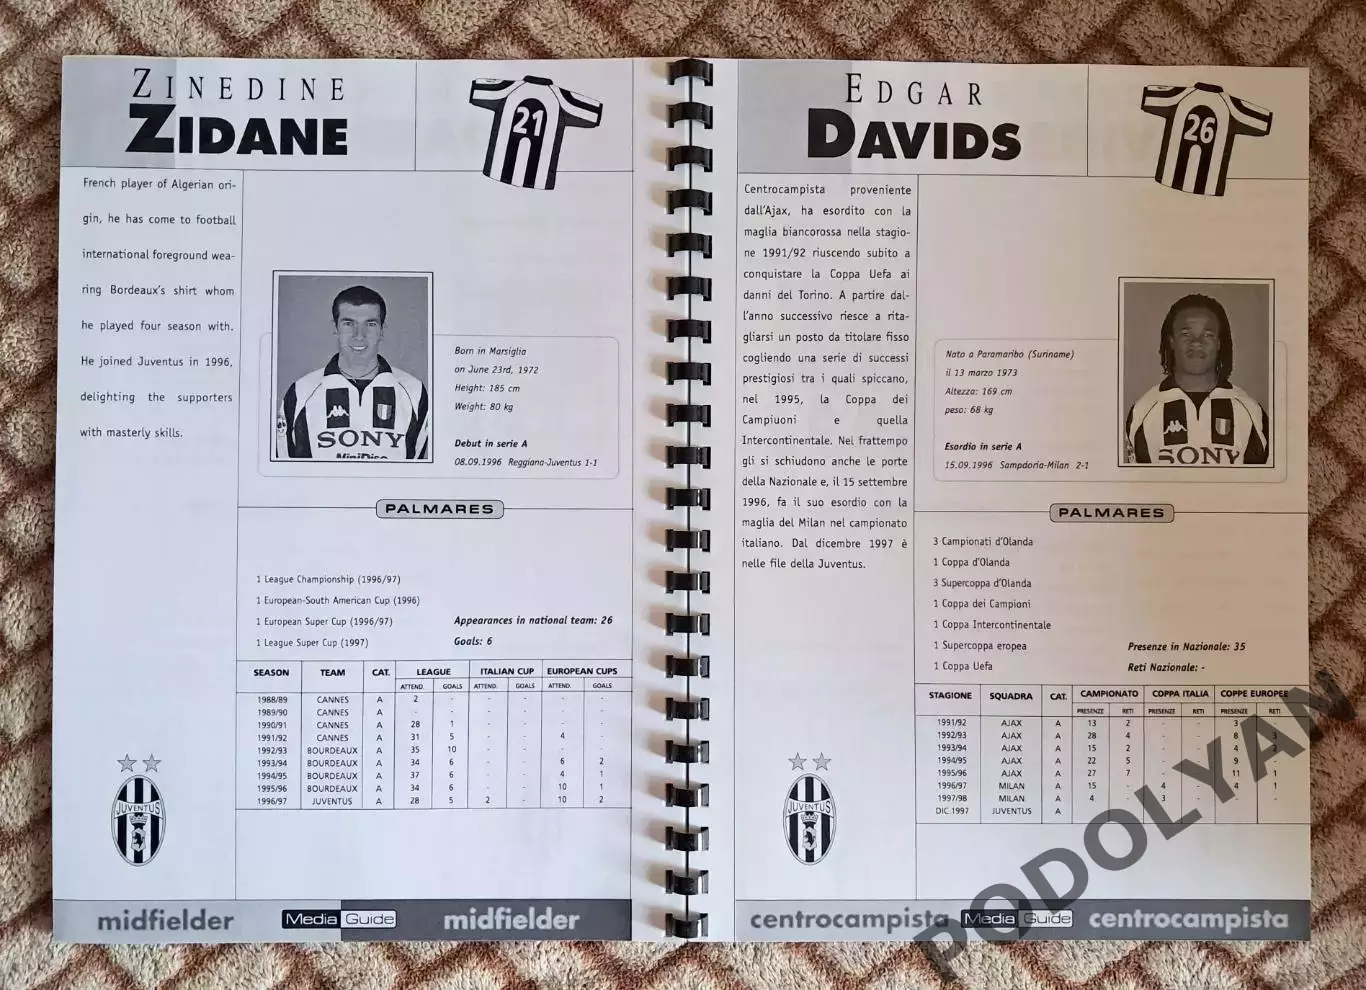 ZINEDINE
ZIDANE
21
French player of Algerian ori-
gin, he has come to football
international foreground wea-
ring Bordeaux's shirt whom
he played four season with.
He joined Juventus in 1996,
delighting the supporters
with masterly skills.
SONY
MiniDisc
Born in Marsiglia
on June 23rd, 1972
Height: 185 cm
Weight: 80 kg
Debut in serie A
08.09.1996 Reggiana-Juventus 1-1
PALMARES
1 League Championship (1996/97)
1 European-South American Cup (1996)
1 European Super Cup (1996/97)
1 League Super Cup (1997)
Appearances in national team: 26
Goals: 6
SEASON TEAM CAT. LEAGUE ITALIAN CUP EUROPEAN CUPS
ATTEND. GOALS ATTEND. GOALS ATTEND. GOALS
1988/89 CANNES A 2 - - - - -
1989/90 CANNES A - - - - - -
1990/91 CANNES A 28 1 - - - -
1991/92 CANNES A 31 5 - - 4 -
1992/93 BOURDEAUX A 35 10 - - - -
1993/94 BOURDEAUX A 34 6 - - 6 2
1994/95 BOURDEAUX A 37 6 - - 4 1
1995/96 BOURDEAUX A 34 6 - - 10 1
1996/97 JUVENTUS A 28 5 2 - 10 2
JUVENTUS
midfielder Media Guide midfielder
EDGAR
DAVIDS
26
Centrocampista proveniente
dall'Ajax, ha esordito con la
maglia biancorossa nella stagio-
ne 1991/92 riuscendo subito a
conquistare la Coppa Uefa ai
danni del Torino. A partire dal-
l'anno successivo riesce a rita-
gliarsi un posto da titolare fisso
cogliendo una serie di successi
prestigiosi tra i quali spiccano,
nel 1995, la Coppa dei
Campiuoni e quella
Intercontinentale. Nel frattempo
gli si schiudono anche le porte
della Nazionale e, il 15 settembre
1996, fa il suo esordio con la
maglia del Milan nel campionato
italiano. Dal dicembre 1997 è
nelle file della Juventus.
Nato a Paramaribo (Suriname)
il 13 marzo 1973
Altezza: 169 cm
peso: 68 kg
Esordio in serie A
15.09.1996 Sampdoria-Milan 2-1
SONY
PALMARES
3 Campionati d'Olanda
1 Coppa d'Olanda
3 Supercoppa d'Olanda
1 Coppa dei Campioni
1 Coppa Intercontinentale
1 Supercoppa eropea
1 Coppa Uefa
Presenze in Nazionale: 35
Reti Nazionale: -
STAGIONE SQUADRA CAT. CAMPIONATO COPPA ITALIA COPPE EUROPEE
PRESENZE RETI PRESENZE RETI PRESENZE RETI
1991/92 AJAX A 13 2 - - 3 -
1992/93 AJAX A 28 4 - - 8 3
1993/94 AJAX A 15 2 - - 4 2
1994/95 AJAX A 22 5 - - 9 -
1995/96 AJAX A 27 7 - - 11 1
1996/97 MILAN A 15 - 4 - 4 1
1997/98 MILAN A 4 - 3 - - -
DIC.1997 JUVENTUS A
JUVENTUS
centrocampista Media Guide centrocampista
PODOLYAN